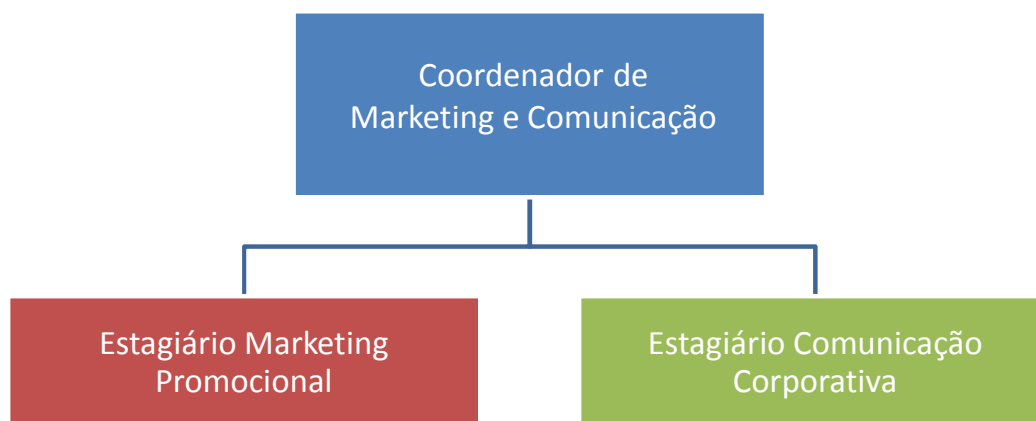 Coordenador de
Marketing e Comunicação
Estagiário Marketing
Promocional
Estagiário Comunicação
Corporativa